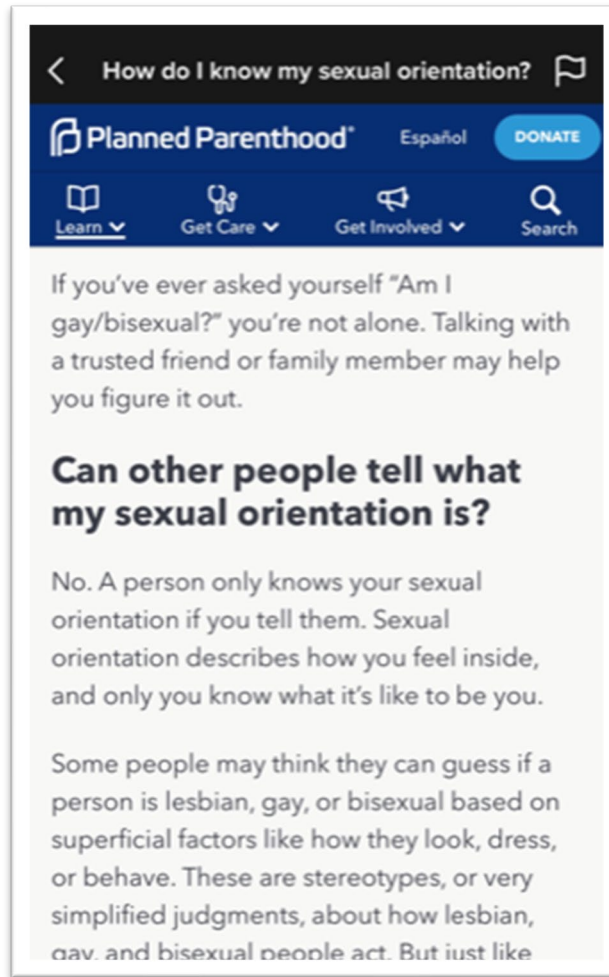 How do I know my sexual orientation?
Planned Parenthood®
Español
DONATE
Learn
Get Care
Get Involved
Search
If you’ve ever asked yourself “Am I
gay/bisexual?” you’re not alone. Talking with
a trusted friend or family member may help
you figure it out.
Can other people tell what
my sexual orientation is?
No. A person only knows your sexual
orientation if you tell them. Sexual
orientation describes how you feel inside,
and only you know what it’s like to be you.
Some people may think they can guess if a
person is lesbian, gay, or bisexual based on
superficial factors like how they look, dress,
or behave. These are stereotypes, or very
simplified judgments, about how lesbian,
gay, and bisexual people act. But just like